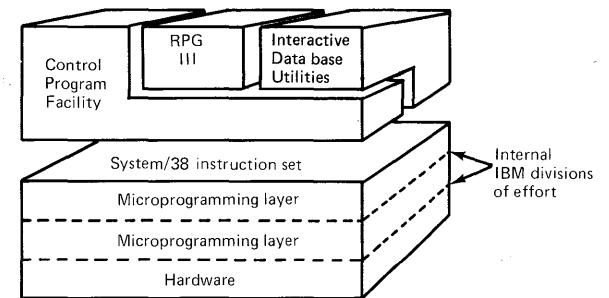 Control
Program
Facility
RPG
III
Interactive
Data base
Utilities
System/38 instruction set
Microprogramming layer
Microprogramming layer
Hardware
Internal
IBM divisions
of effort